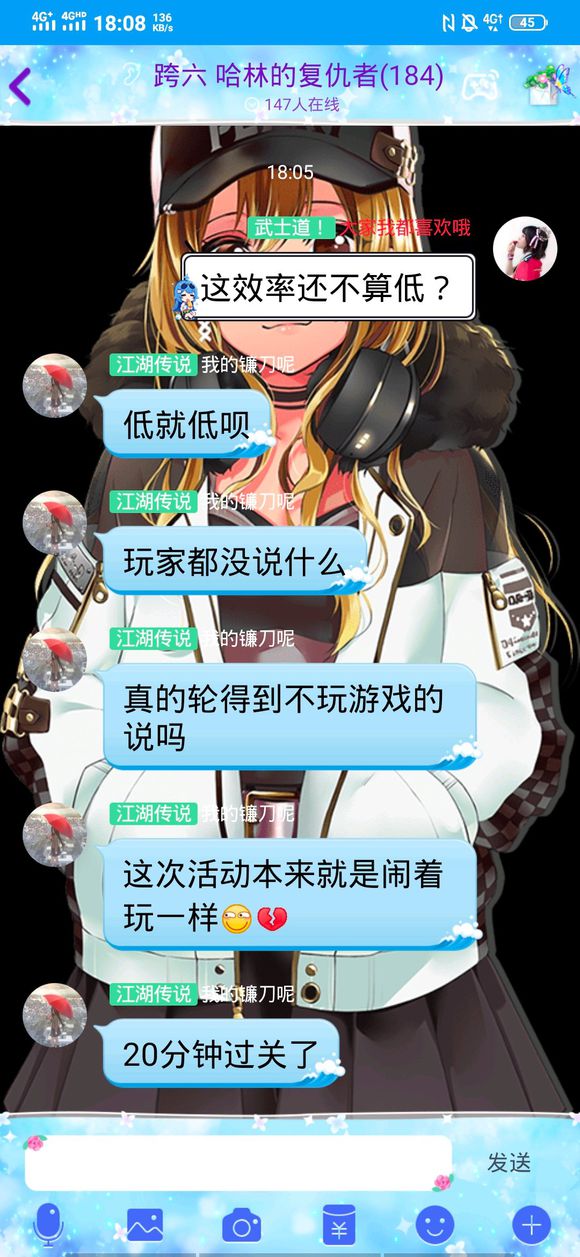 4G+ 4GHD 18:08 136 KB/s 4G 45
跨六 哈林的复仇者(184)
147人在线
18:05
武士道！ 大家我都喜欢哦
这效率还不算低？
江湖传说 我的镰刀呢
低就低呗
江湖传说 我的镰刀呢
玩家都没说什么
江湖传说 我的镰刀呢
真的轮得到不玩游戏的
说吗
江湖传说 我的镰刀呢
这次活动本来就是闹着
玩一样
江湖传说 我的镰刀呢
20分钟过关了
发送